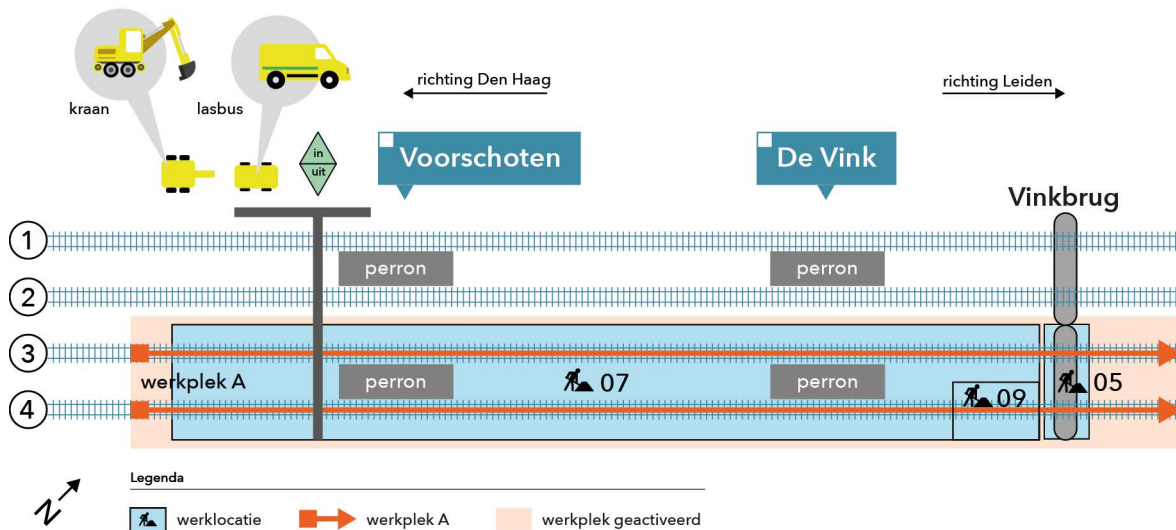 kraan
lasbus
richting Den Haag
richting Leiden
in
uit
Voorschoten
De Vink
Vinkbrug
1
perron
perron
2
3
werkplek A
perron
07
perron
09
05
4
N
Legenda
werklocatie
werkplek A
werkplek geactiveerd